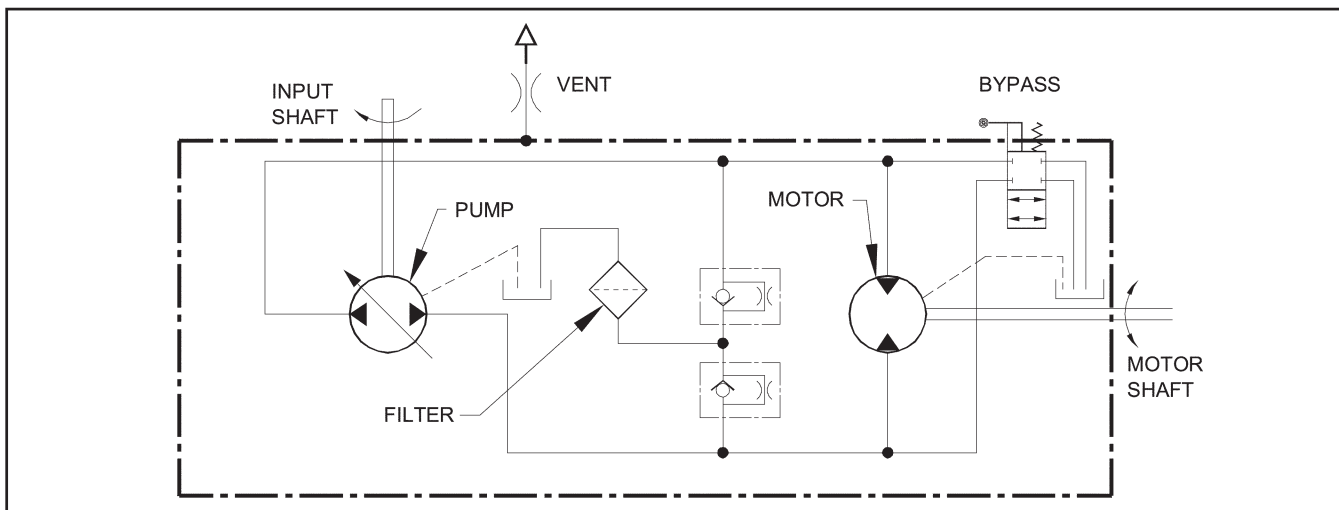 INPUT
SHAFT
VENT
BYPASS
PUMP
MOTOR
FILTER
MOTOR
SHAFT